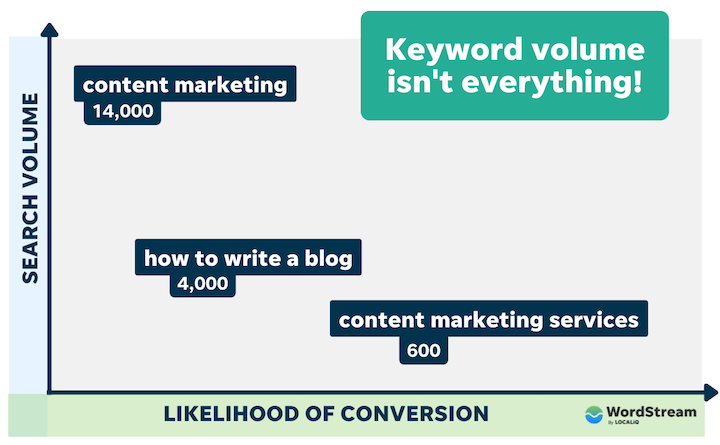 Keyword volume
isn't everything!
content marketing
14,000
SEARCH VOLUME
how to write a blog
4,000
content marketing services
600
LIKELIHOOD OF CONVERSION
WordStream
By LOCALiQ